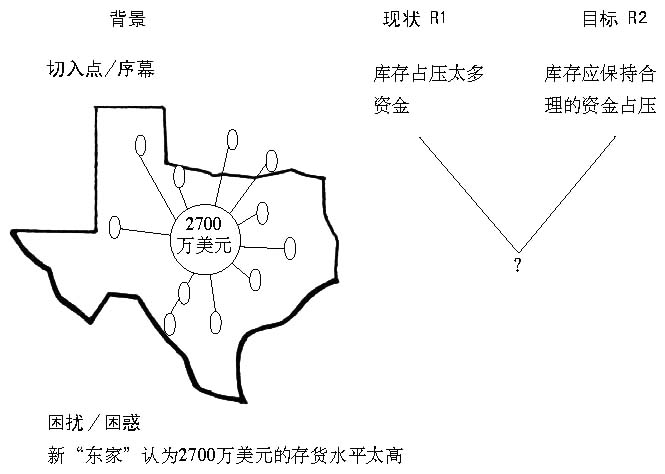 背景
现状 R1
目标 R2
切入点/序幕
库存占压太多
资金
库存应保持合
理的资金占压
2700
万美元
?
困扰/困惑
新“东家”认为2700万美元的存货水平太高